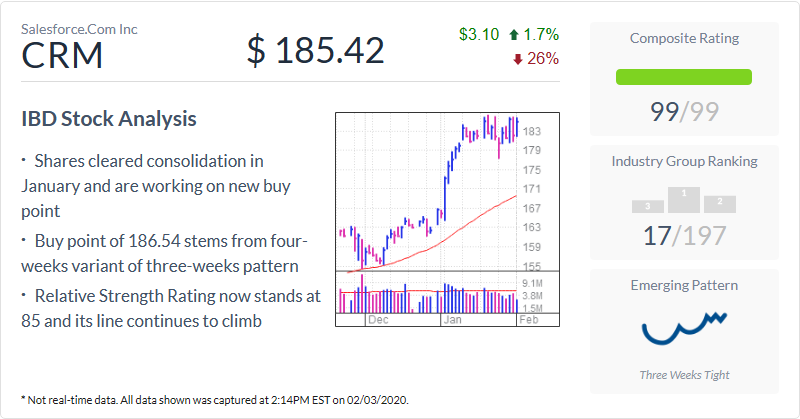 Salesforce.Com Inc
CRM
$ 185.42
$3.10 1.7%
26%
IBD Stock Analysis
· Shares cleared consolidation in
January and are working on new buy
point
· Buy point of 186.54 stems from four-
weeks variant of three-weeks pattern
· Relative Strength Rating now stands at
85 and its line continues to climb
183
179
175
171
167
163
159
155
9.1M
3.8M
1.5M
Dec Jan Feb
Composite Rating
99/99
Industry Group Ranking
3 1 2
17/197
Emerging Pattern
Three Weeks Tight
* Not real-time data. All data shown was captured at 2:14PM EST on 02/03/2020.